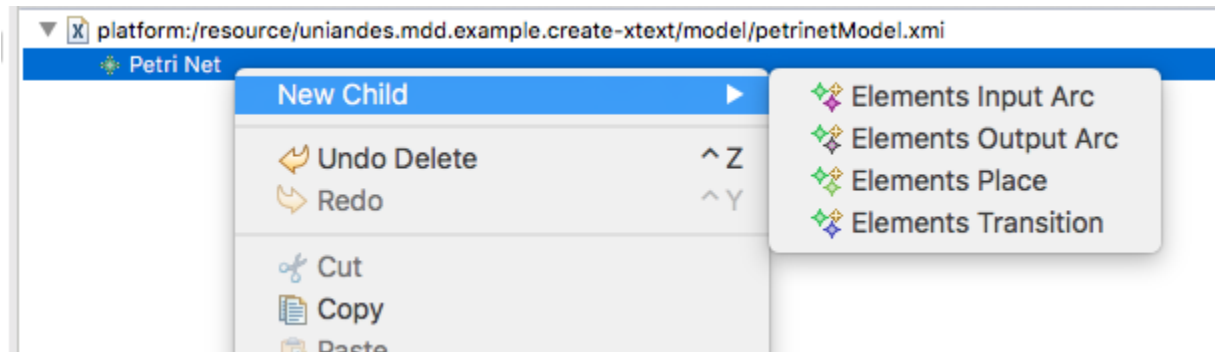 platform:/resource/uniandes.mdd.example.create-xtext/model/petrinetModel.xmi
Petri Net
New Child
Elements Input Arc
Undo Delete ^Z
Elements Output Arc
Redo ^Y
Elements Place
Elements Transition
Cut
Copy
Paste